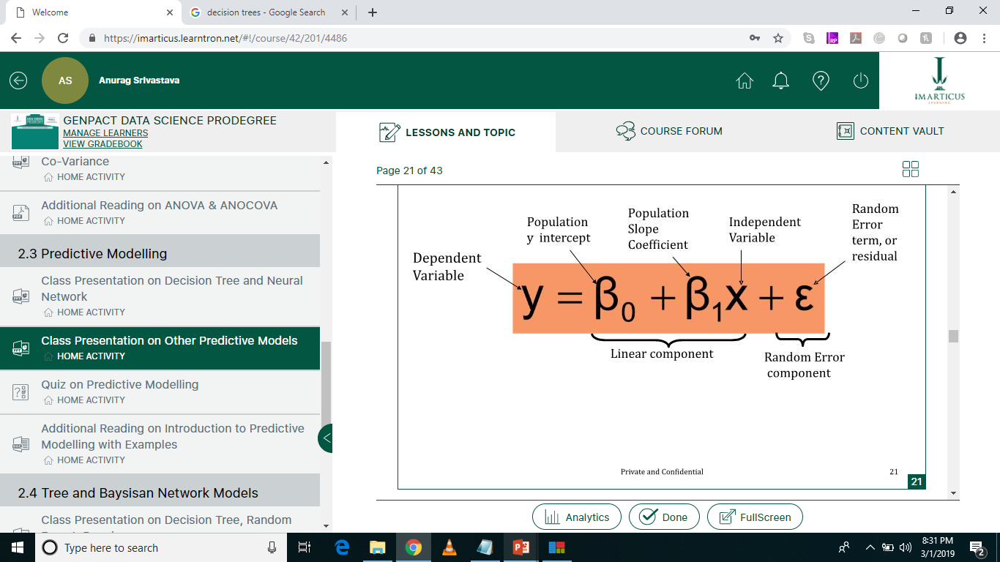 Welcome
decision trees - Google Search
https://imarticus.learntron.net/#!/course/42/201/4486
RP
AS
Anurag Srivastava
IMARTICUS
LEARNING
GENPACT DATA SCIENCE PRODEGREE
MANAGE LEARNERS
VIEW GRADEBOOK
LESSONS AND TOPIC
COURSE FORUM
CONTENT VAULT
Co-Variance
HOME ACTIVITY
Additional Reading on ANOVA & ANOCOVA
HOME ACTIVITY
2.3 Predictive Modelling
Class Presentation on Decision Tree and Neural
Network
HOME ACTIVITY
Class Presentation on Other Predictive Models
HOME ACTIVITY
Quiz on Predictive Modelling
HOME ACTIVITY
Additional Reading on Introduction to Predictive
Modelling with Examples
HOME ACTIVITY
2.4 Tree and Baysisan Network Models
Class Presentation on Decision Tree, Random
Page 21 of 43
Dependent
Variable
Population
y intercept
Population
Slope
Coefficient
Independent
Variable
Random
Error
term, or
residual
y = β₀ + β₁x + ε
Linear component
Random Error
component
Private and Confidential
21
21
Analytics
Done
FullScreen
Type here to search
8:31 PM
3/1/2019
2